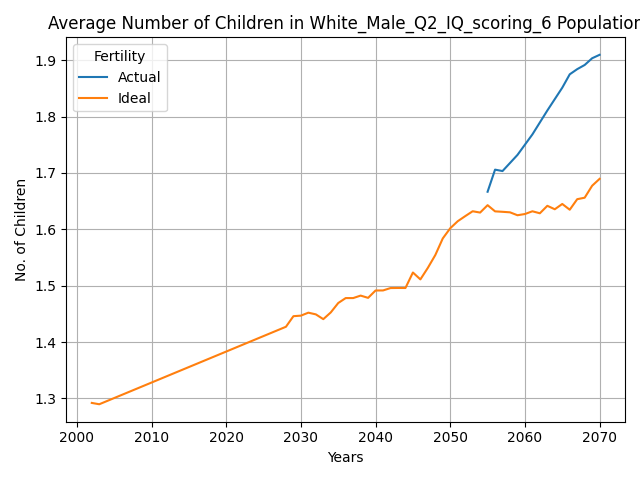 Average Number of Children in White_Male_Q2_IQ_scoring_6 Population
Fertility
Actual
Ideal
No. of Children
1.9
1.8
1.7
1.6
1.5
1.4
1.3
2000 2010 2020 2030 2040 2050 2060 2070
Years